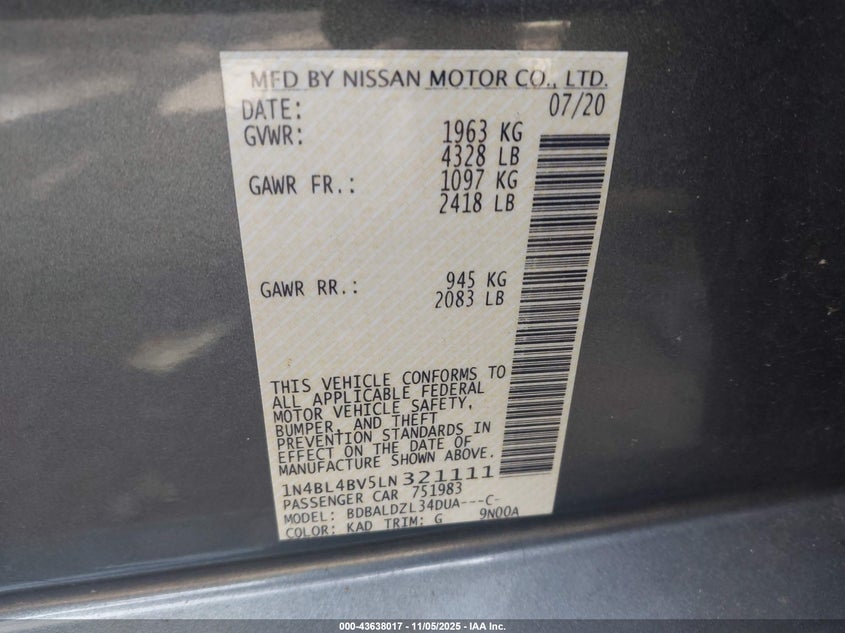 MFD BY NISSAN MOTOR CO., LTD.
DATE: 07/20
GVWR: 1963 KG
4328 LB
GAWR FR.: 1097 KG
2418 LB
GAWR RR.: 945 KG
2083 LB
THIS VEHICLE CONFORMS TO
ALL APPLICABLE FEDERAL
MOTOR VEHICLE SAFETY,
BUMPER, AND THEFT
PREVENTION STANDARDS IN
EFFECT ON THE DATE OF
MANUFACTURE SHOWN ABOVE.
1N4BL4BV5LN321111
PASSENGER CAR 751983
MODEL: BDBALDZL34DUA---C-
COLOR: KAD TRIM: G 9N00A
000-43638017 - 11/05/2025 - IAA Inc.